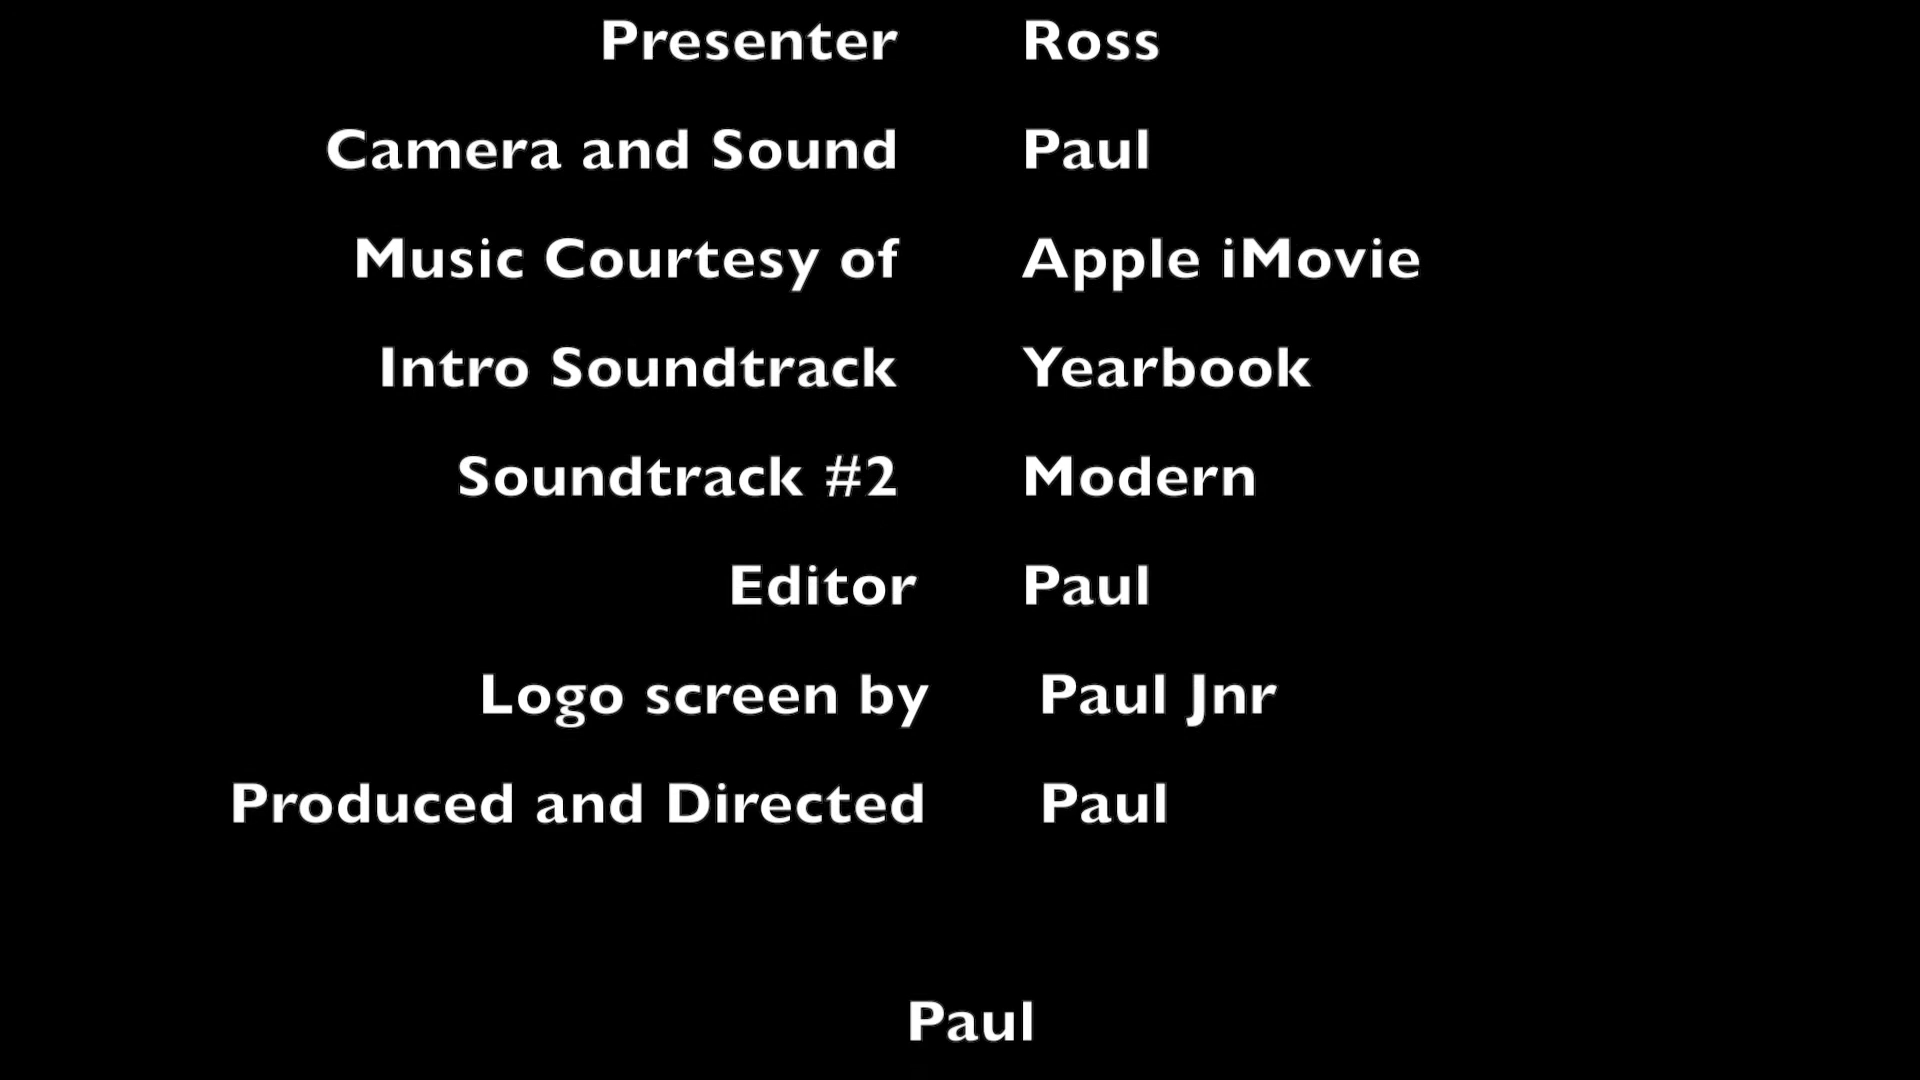 Presenter Ross
Camera and Sound Paul
Music Courtesy of Apple iMovie
Intro Soundtrack Yearbook
Soundtrack #2 Modern
Editor Paul
Logo screen by Paul Jnr
Produced and Directed Paul
Paul